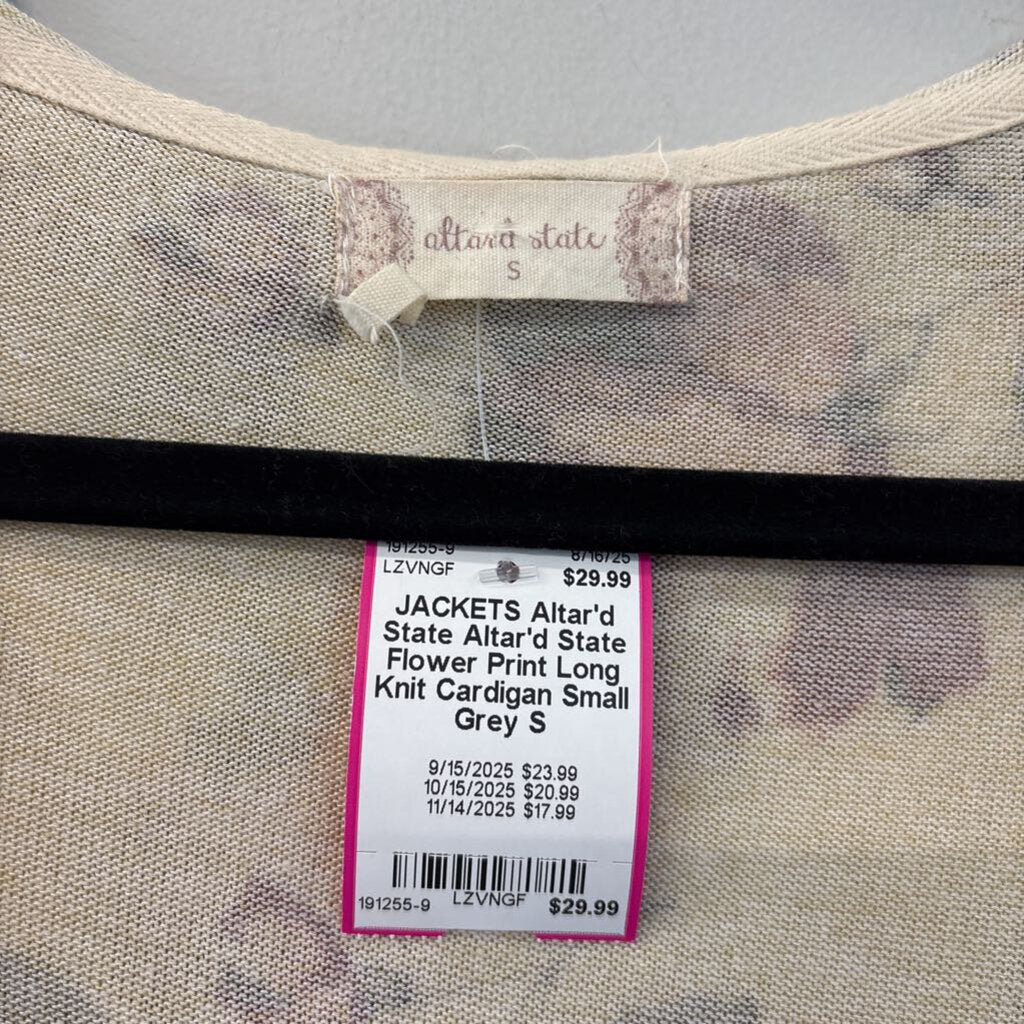 altar'd state
S
191255-9 8/16/25
LZVNGF $29.99
JACKETS Altar'd
State Altar'd State
Flower Print Long
Knit Cardigan Small
Grey S
9/15/2025 $23.99
10/15/2025 $20.99
11/14/2025 $17.99
191255-9 LZVNGF $29.99